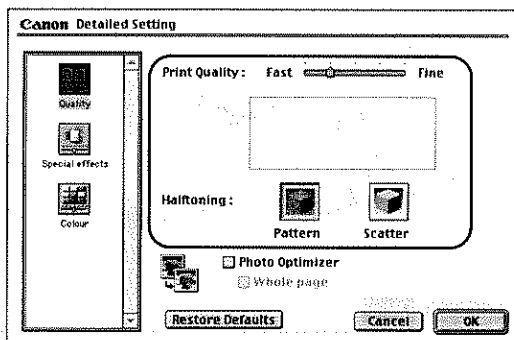 Canon Detailed Setting
Quality
Special effects
Colour
Print Quality : Fast Fine
Halftoning :
Pattern Scatter
Photo Optimizer
Whole page
Restore Defaults Cancel OK